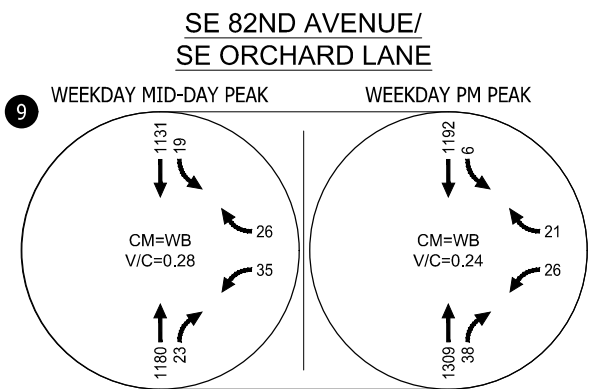 SE 82ND AVENUE/
SE ORCHARD LANE
WEEKDAY MID-DAY PEAK
WEEKDAY PM PEAK
9
1131
19
26
CM=WB
V/C=0.28
35
1180
23
1192
6
21
CM=WB
V/C=0.24
26
1309
38